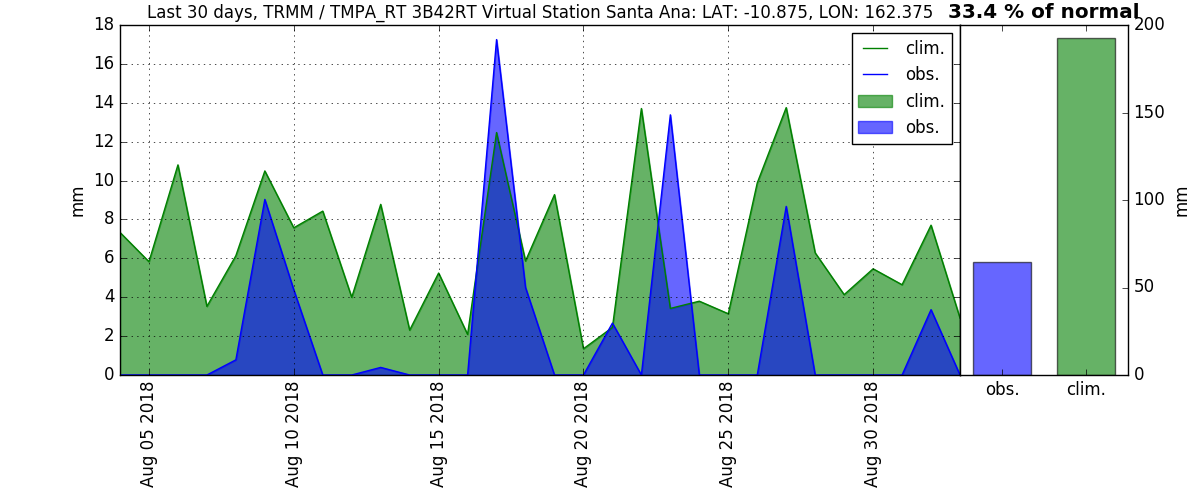 Last 30 days, TRMM / TMPA_RT 3B42RT Virtual Station Santa Ana: LAT: -10.875, LON: 162.375
33.4 % of normal
18
16
14
12
10
8
6
4
2
0
mm
clim.
obs.
clim.
obs.
Aug 05 2018
Aug 10 2018
Aug 15 2018
Aug 20 2018
Aug 25 2018
Aug 30 2018
200
150
100
50
0
mm
obs.
clim.